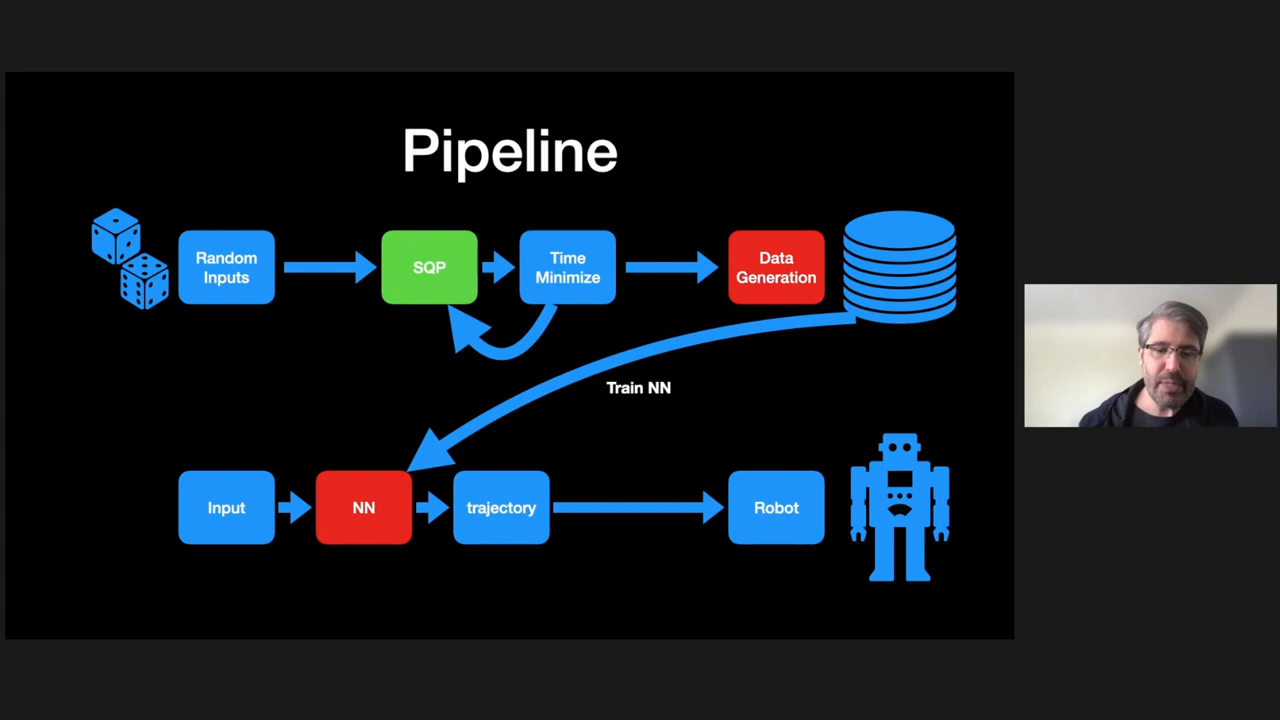 Pipeline
Random
Inputs
SQP
Time
Minimize
Data
Generation
Train NN
Input
NN
trajectory
Robot